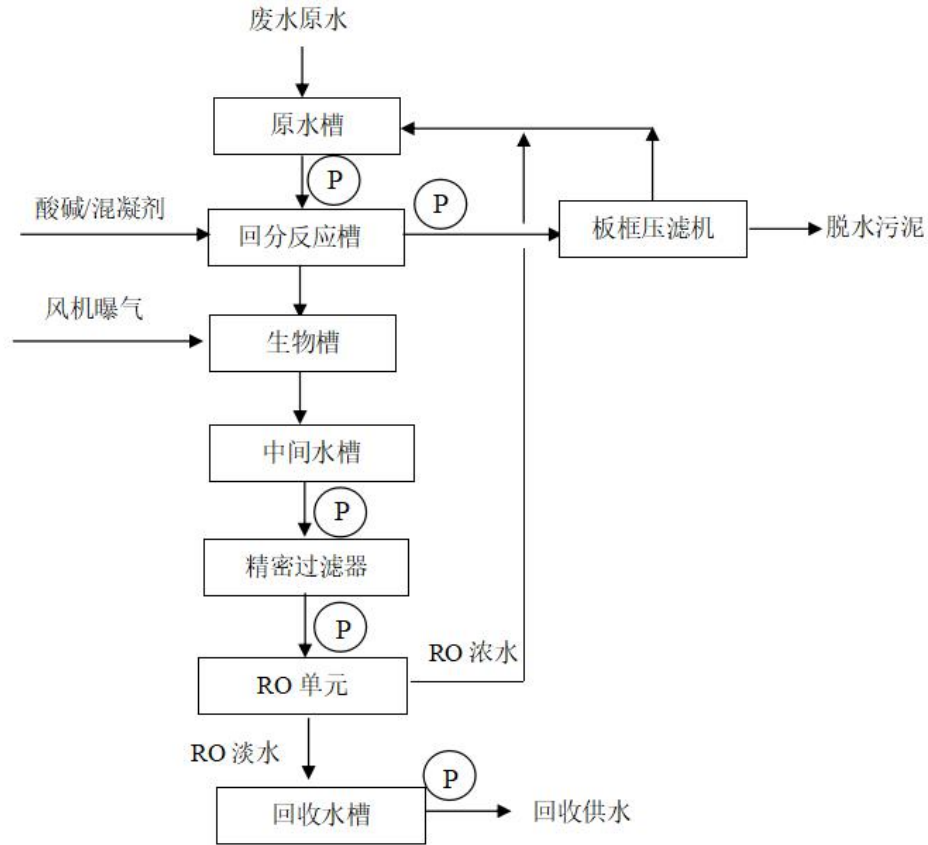 废水原水
原水槽
P
P
酸碱/混凝剂
回分反应槽
板框压滤机
脱水污泥
风机曝气
生物槽
中间水槽
P
精密过滤器
P
RO 浓水
RO 单元
RO 淡水
P
回收水槽
回收供水